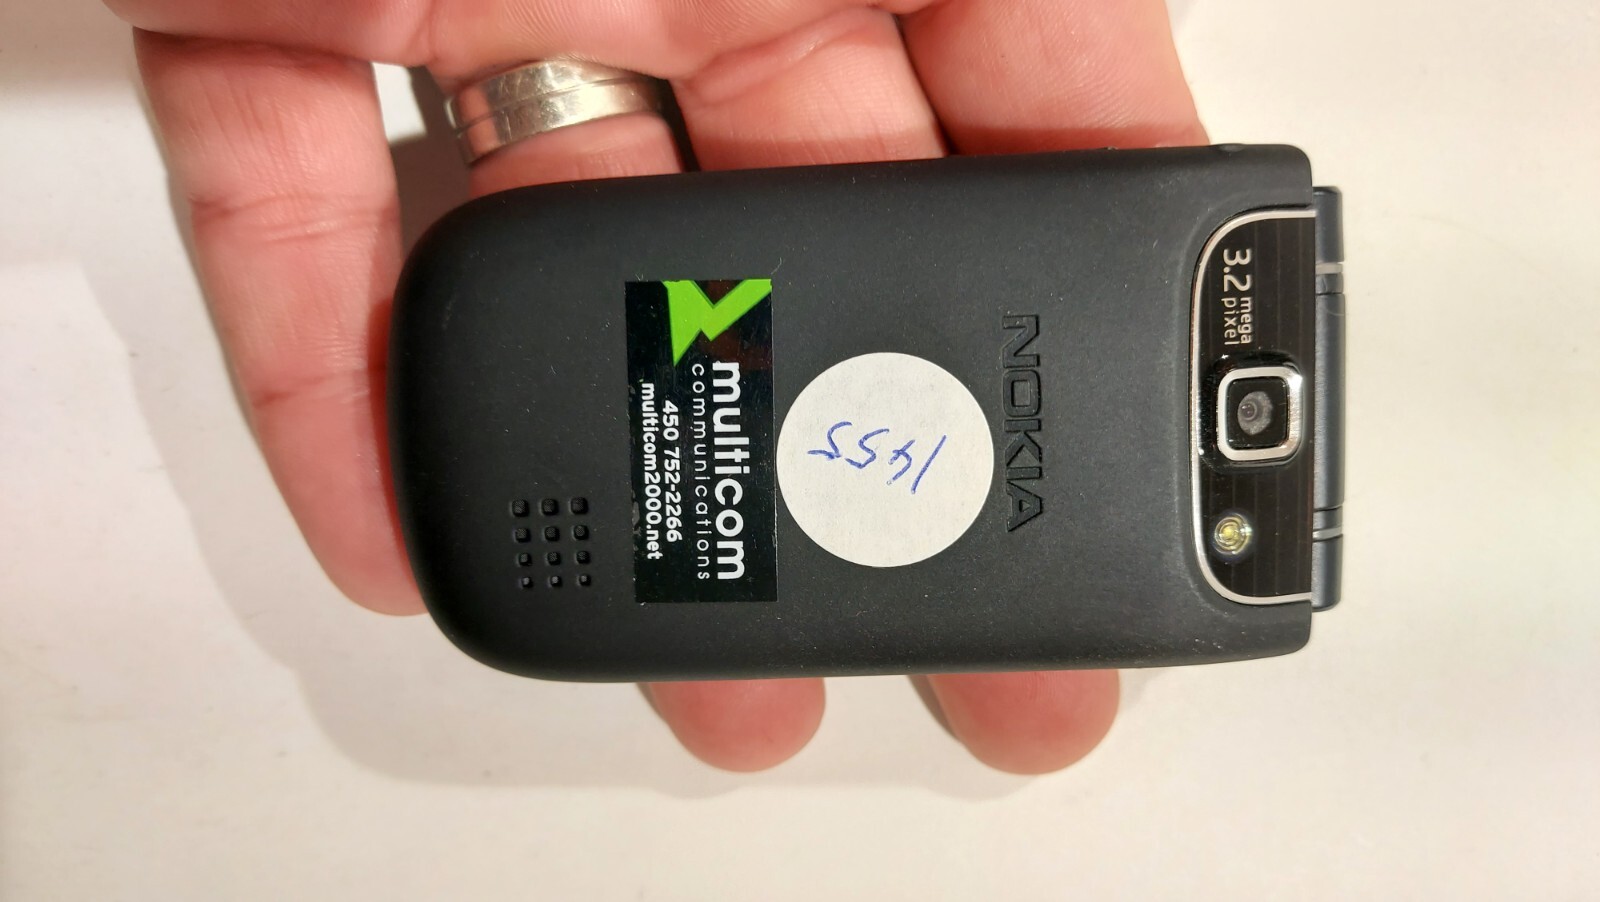 3.2 mega
pixel
NOKIA
1455
multicom
communications
450 752-2266
multicom2000.net